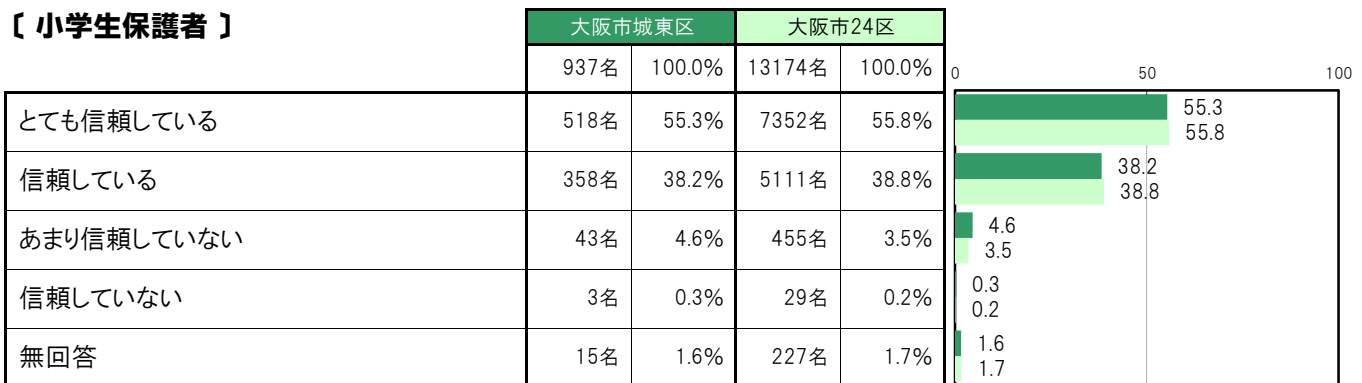 〔 小学生保護者 〕
大阪市城東区 大阪市24区
937名 100.0% 13174名 100.0% 0 50 100
とても信頼している 518名 55.3% 7352名 55.8% 55.3
55.8
信頼している 358名 38.2% 5111名 38.8% 38.2
38.8
あまり信頼していない 43名 4.6% 455名 3.5% 4.6
3.5
信頼していない 3名 0.3% 29名 0.2% 0.3
0.2
無回答 15名 1.6% 227名 1.7% 1.6
1.7